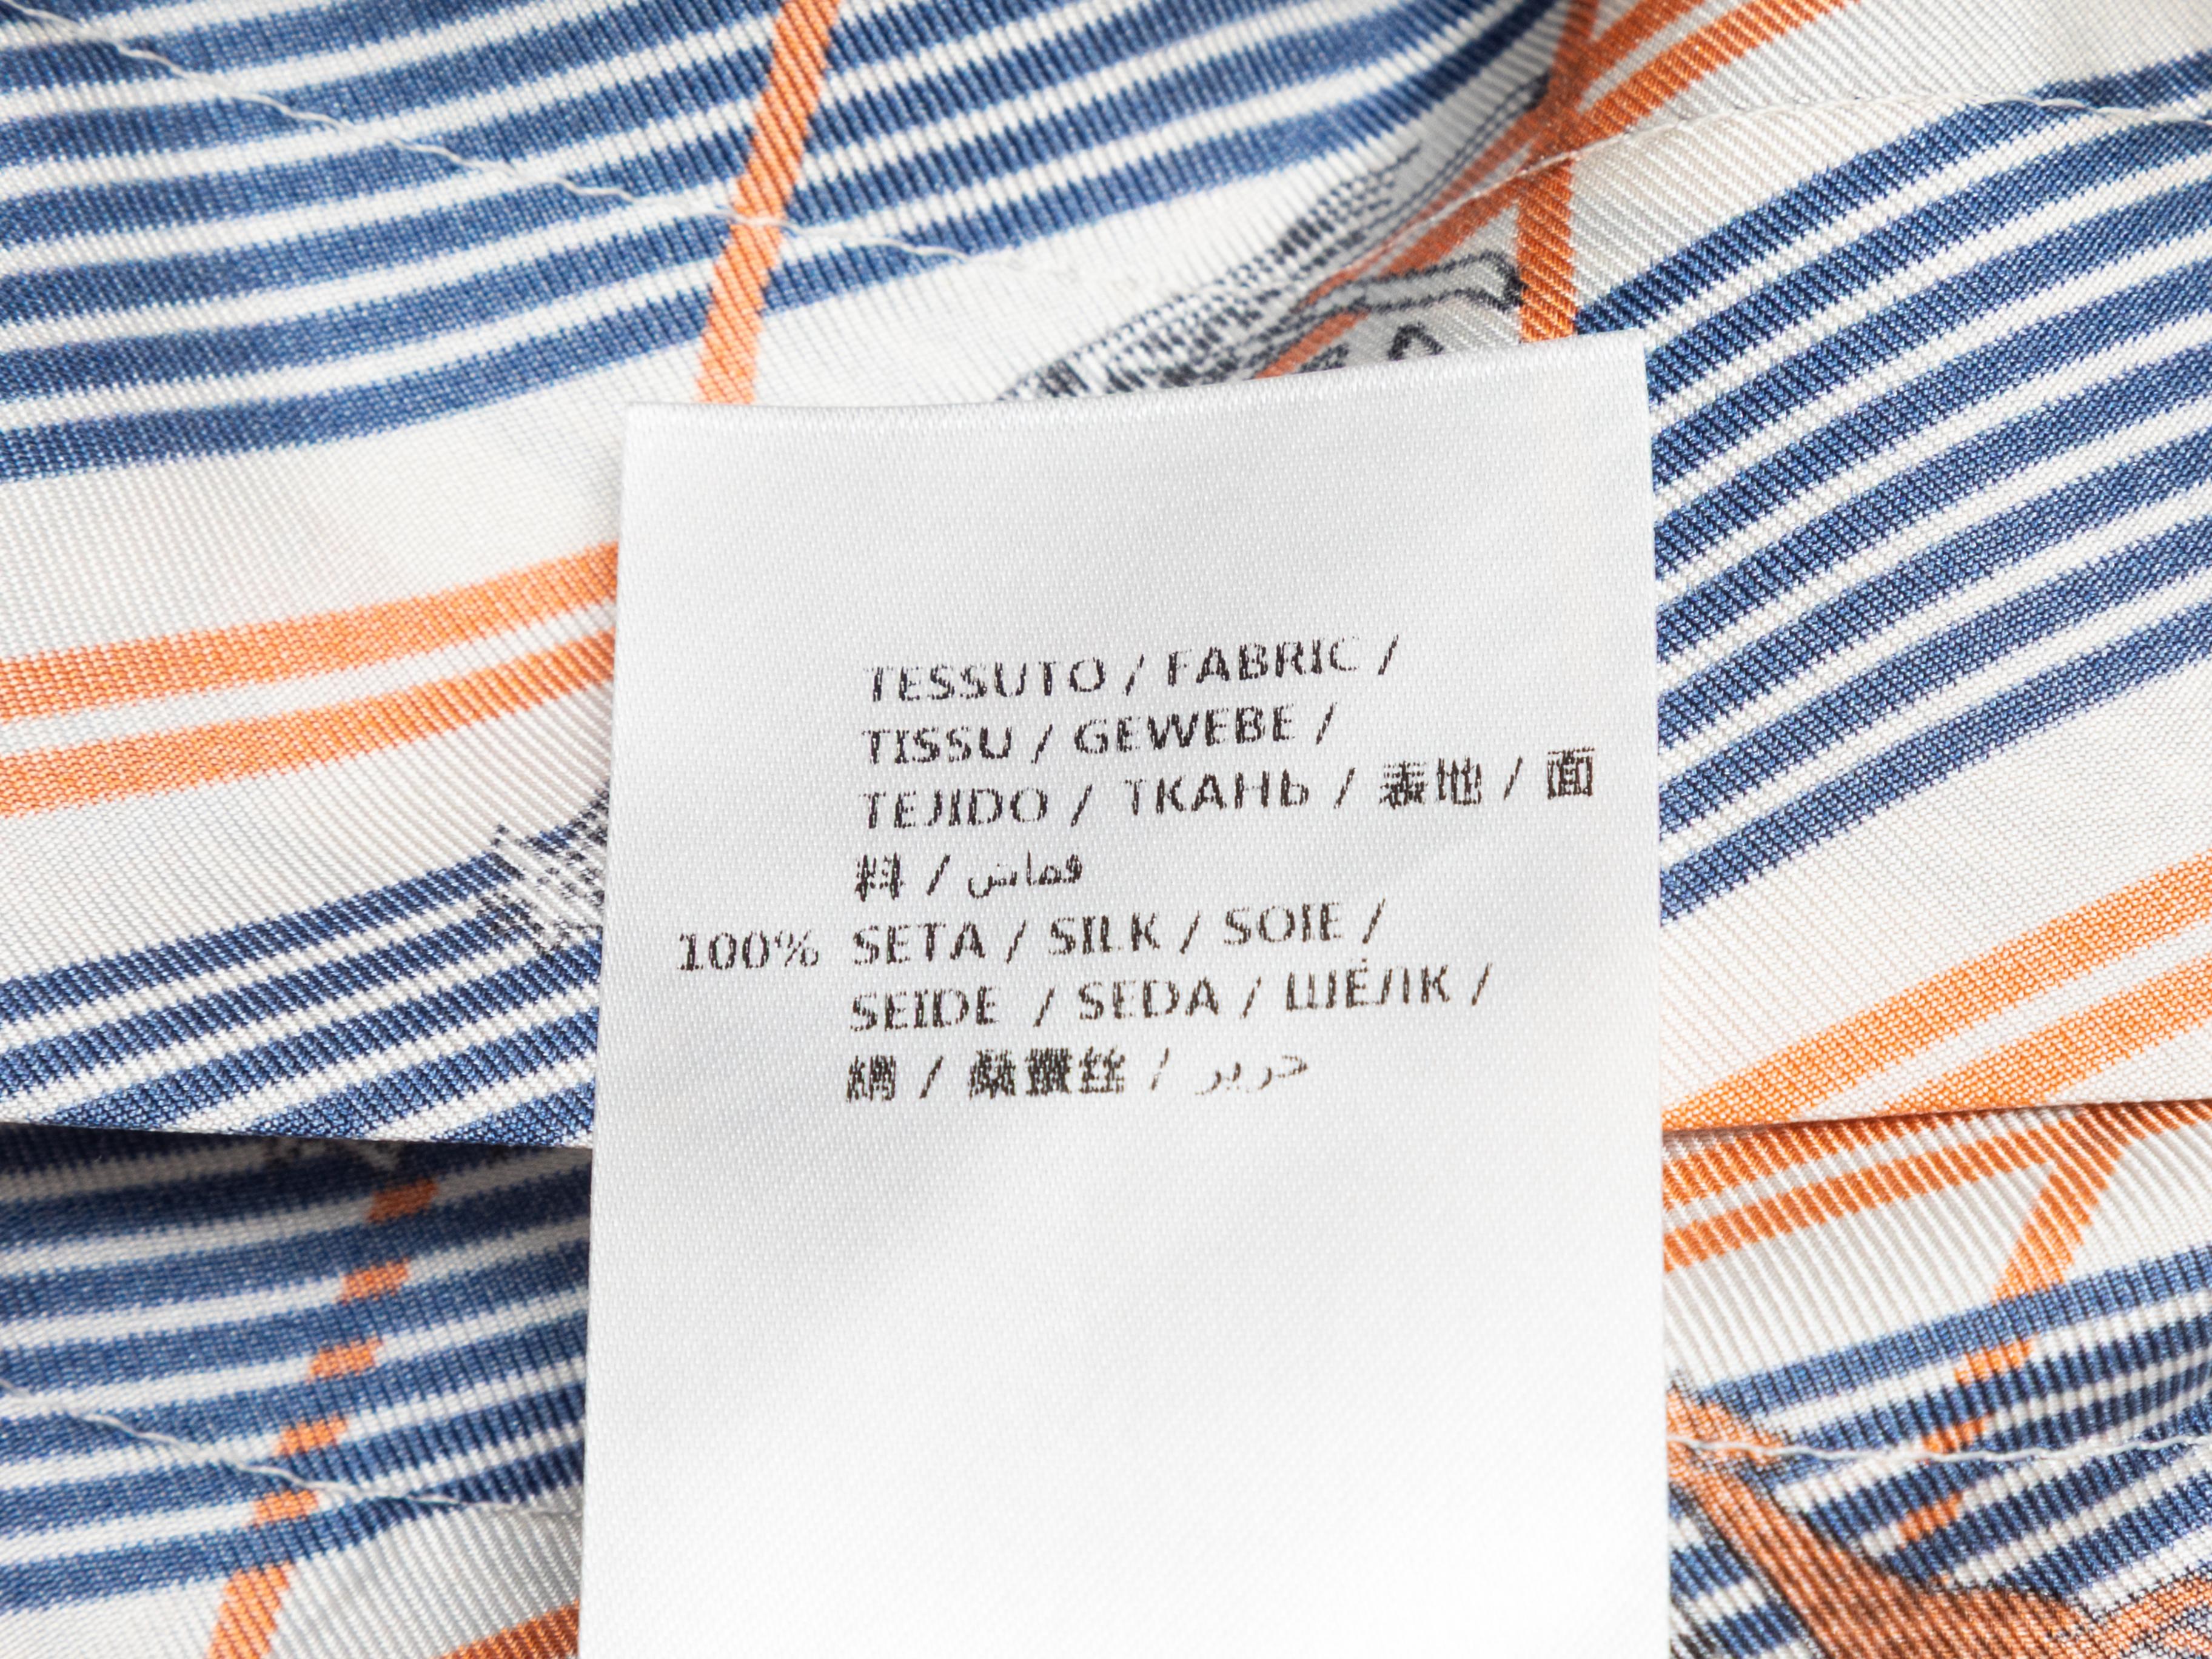 TESSUTO / FABRIC /
TISSU / GEWEBE /
TEJIDO / ТКАНЬ / 表地 / 面
料 / قماش
100% SETA / SILK / SOIE /
SEIDE / SEDA / ШЁЛК /
絹 / 桑蚕丝 / حرير